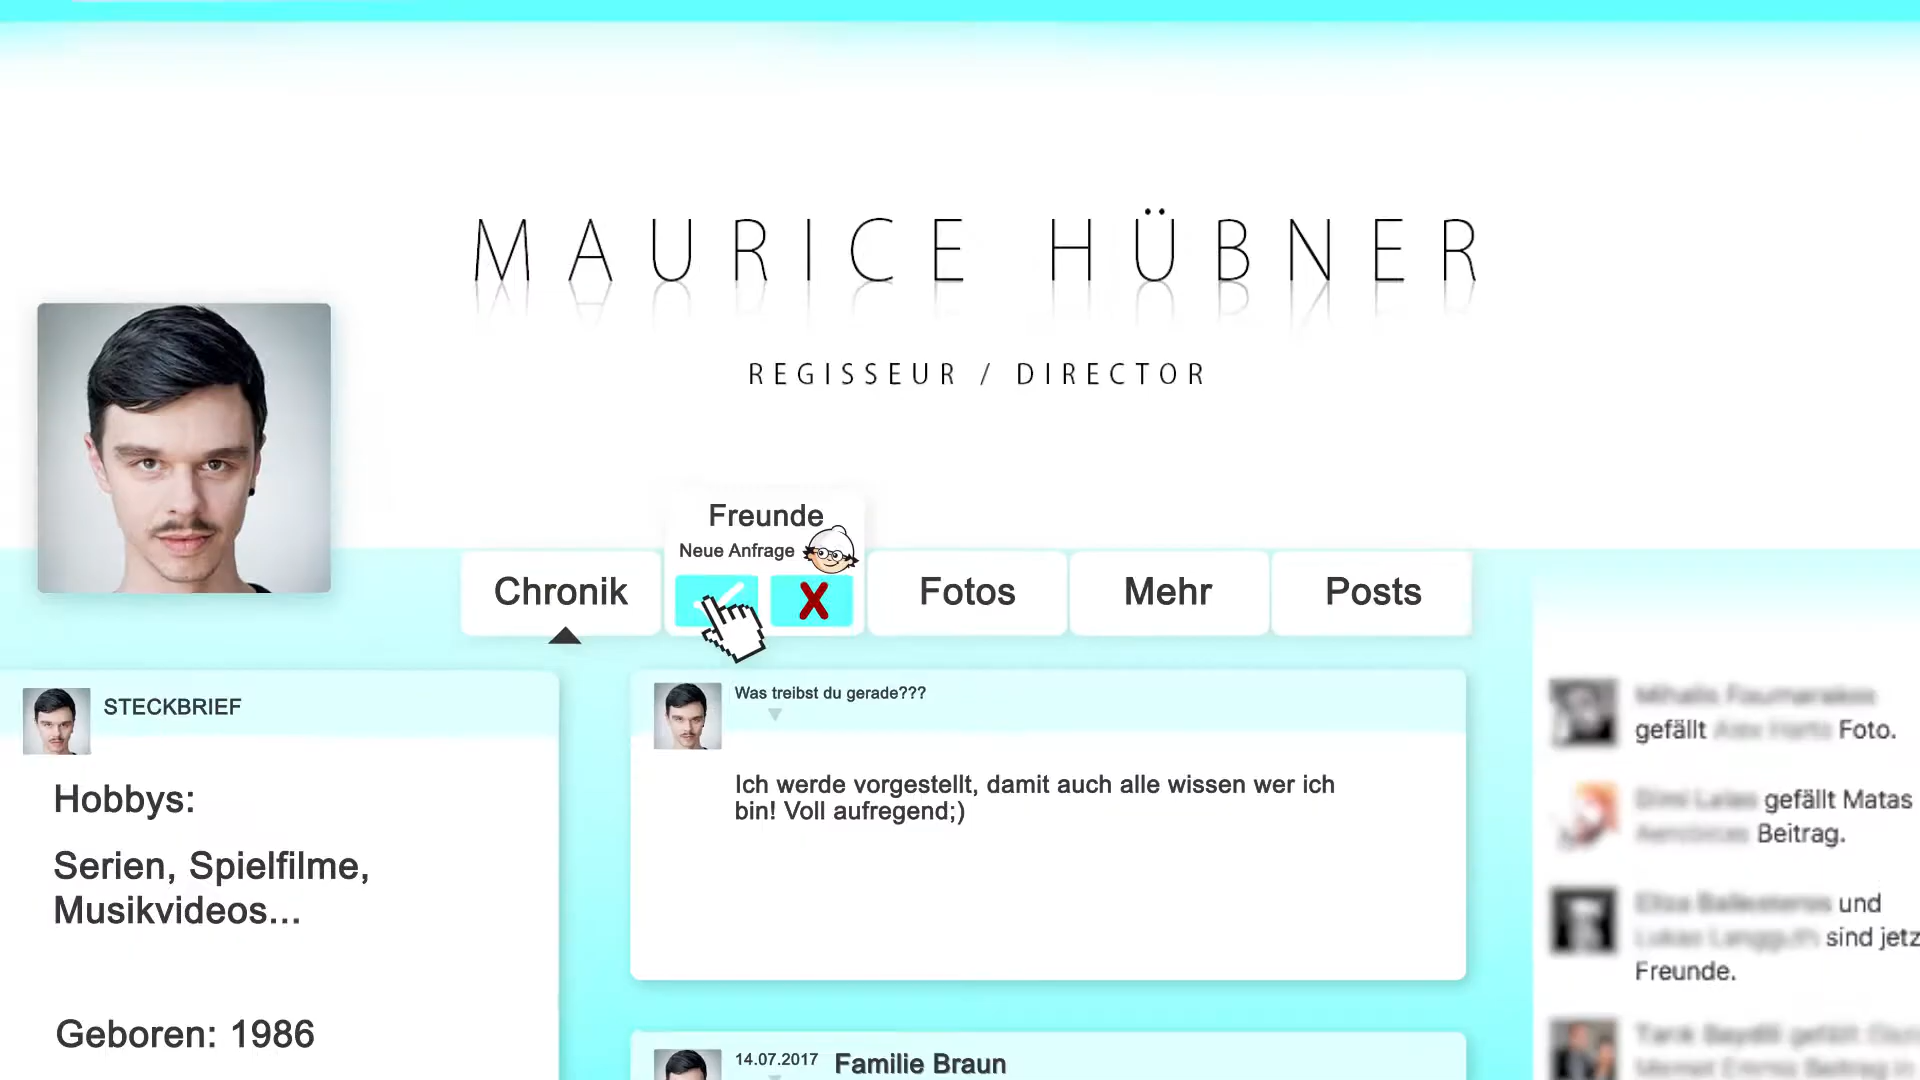 MAURICE HÜBNER
REGISSEUR / DIRECTOR
Freunde
Neue Anfrage
X
Chronik
Fotos
Mehr
Posts
STECKBRIEF
Hobbys:
Serien, Spielfilme,
Musikvideos...
Geboren: 1986
Was treibst du gerade???
Ich werde vorgestellt, damit auch alle wissen wer ich
bin! Voll aufregend;)
14.07.2017 Familie Braun
gefällt Foto.
gefällt Matas
Beitrag.
und
sind jetz
Freunde.